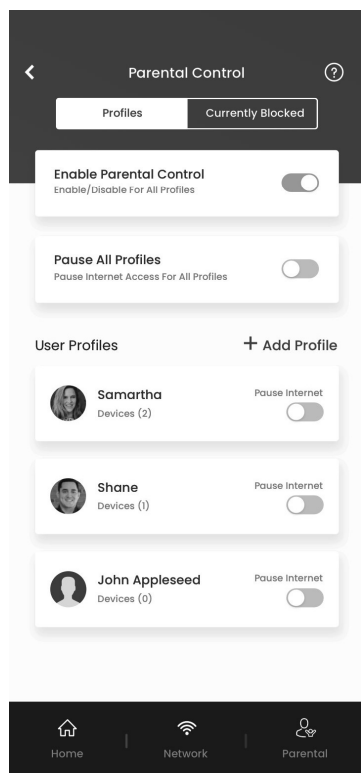 Parental Control
?
Profiles
Currently Blocked
Enable Parental Control
Enable/Disable For All Profiles
Pause All Profiles
Pause Internet Access For All Profiles
User Profiles
+ Add Profile
Samartha
Pause Internet
Devices (2)
Shane
Pause Internet
Devices (1)
John Appleseed
Pause Internet
Devices (0)
Home
Network
Parental